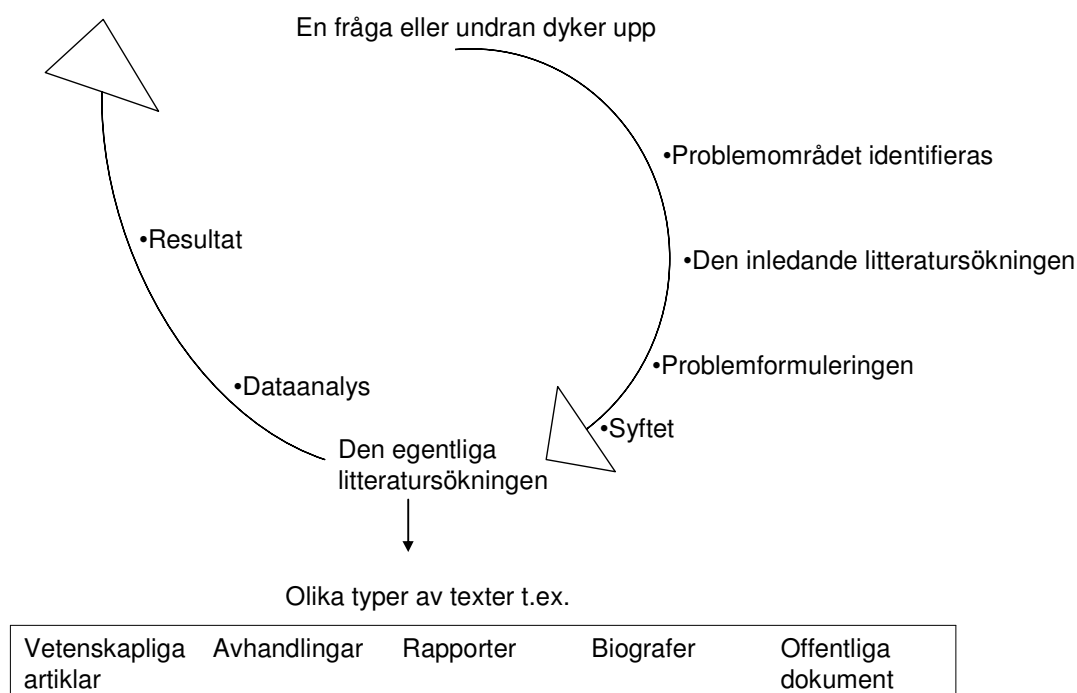 En fråga eller undran dyker upp
•Problemområdet identifieras
•Den inledande litteratursökningen
•Problemformuleringen
•Syftet
Den egentliga
litteratursökningen
•Dataanalys
•Resultat
Olika typer av texter t.ex.
Vetenskapliga artiklar
Avhandlingar
Rapporter
Biografer
Offentliga dokument